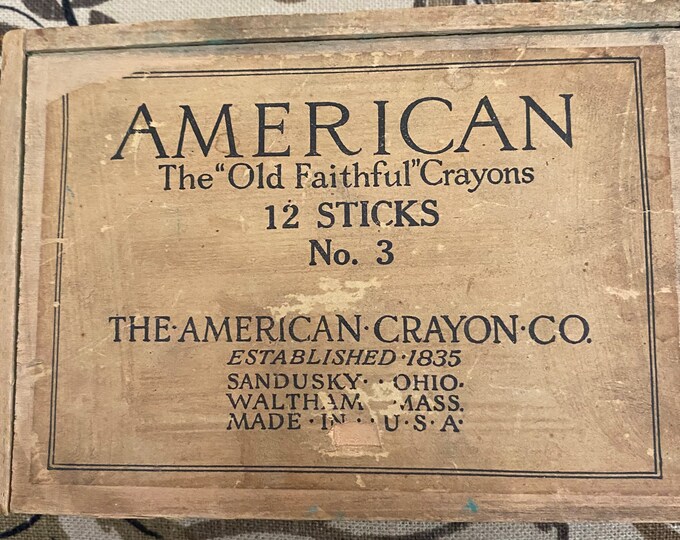 AMERICAN
The "Old Faithful" Crayons
12 STICKS
No. 3
THE·AMERICAN·CRAYON·CO.
ESTABLISHED·1835
SANDUSKY· ·OHIO·
WALTHAM MASS.
MADE·IN· ·U·S·A·